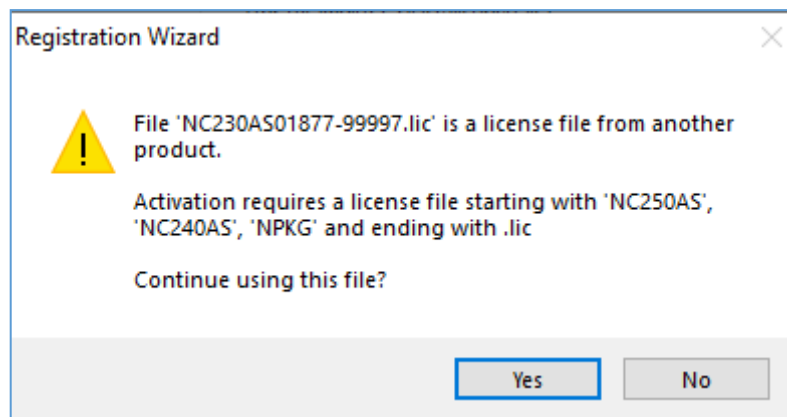 Registration Wizard
File 'NC230AS01877-99997.lic' is a license file from another
product.
Activation requires a license file starting with 'NC250AS',
'NC240AS', 'NPKG' and ending with .lic
Continue using this file?
Yes
No